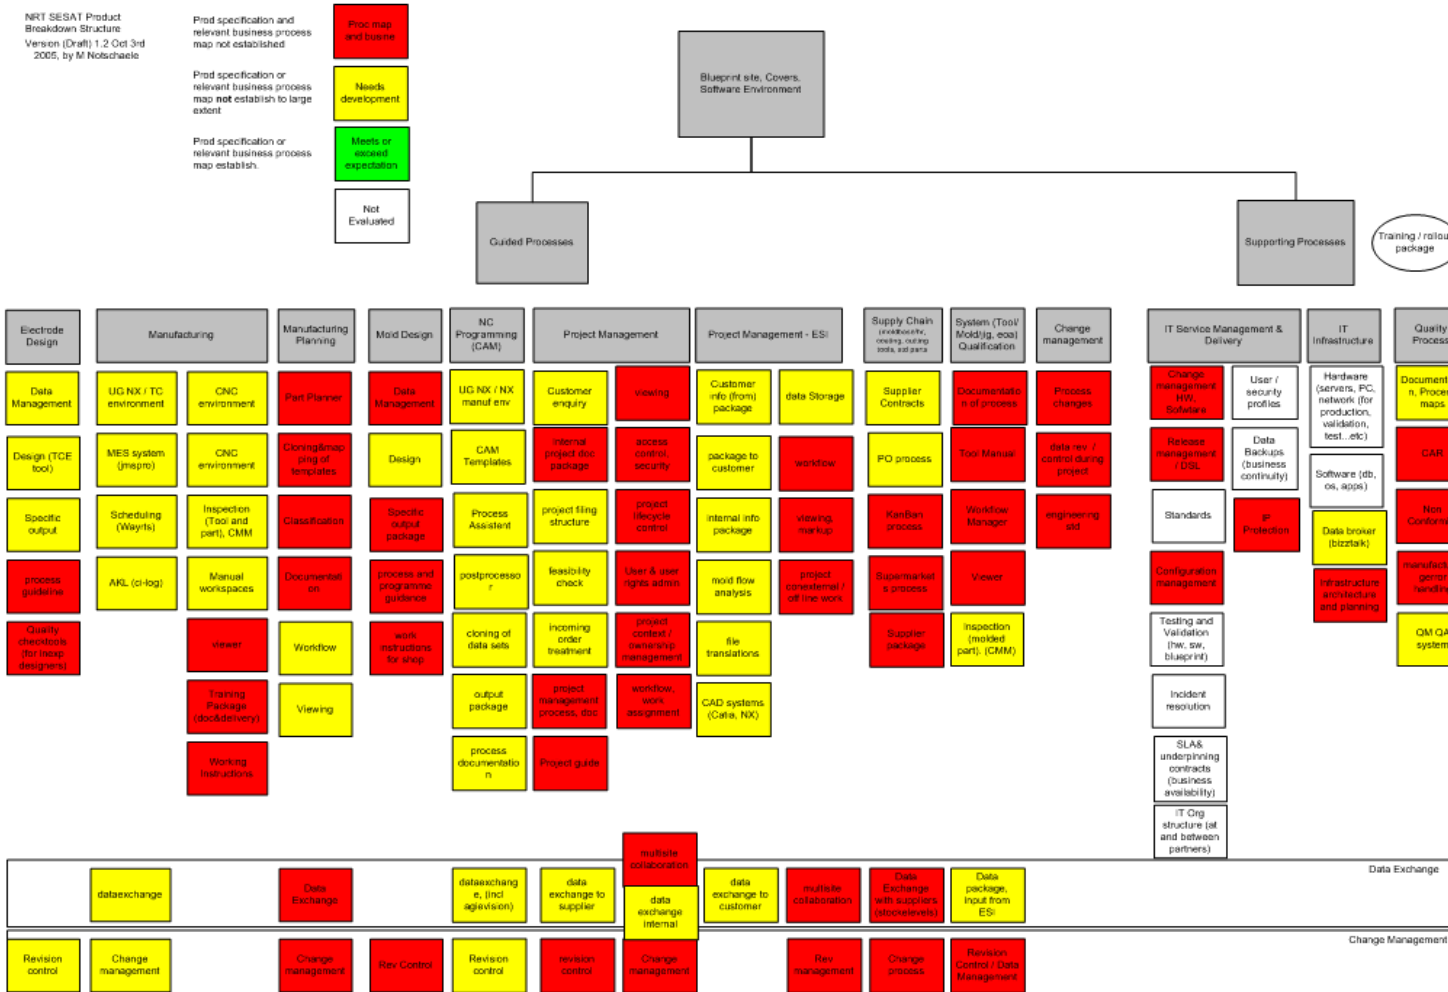 NRT SESAT Product
Breakdown Structure
Version (Draft) 1.2 Oct 3rd
2005, by M Notschaele
Prod specification and
relevant business process
map not established
Proc map
and busine
Prod specification or
relevant business process
map not establish to large
extent
Needs
development
Prod specification or
relevant business process
map establish.
Meets or
exceed
expectation
Not
Evaluated
Blueprint site, Covers,
Software Environment
Guided Processes
Supporting Processes
Training / rollou
package
Electrode
Design
Manufacturing
Manufacturing
Planning
Mold Design
NC
Programming
(CAM)
Project Management
Project Management - ESI
Supply Chain
(moldbase/hr,
coating, cutting
tools, std parts
System (Tool/
Mold/jig, eoa)
Qualification
Change
management
IT Service Management &
Delivery
IT
Infrastructure
Quality
Process
Data
Management
Design (TCE
tool)
Specific
output
process
guideline
Quality
checktools
(for inexp
designers)
UG NX / TC
environment
MES system
(jmspro)
Scheduling
(Wayrts)
AKL (ci-log)
CNC
environment
CNC
environment
Inspection
(Tool and
part), CMM
Manual
workspaces
viewer
Training
Package
(doc&delivery)
Working
Instructions
Part Planner
Cloning&map
ping of
templates
Classification
Documentati
on
Workflow
Viewing
Data
Management
Design
Specific
output
package
process and
programme
guidance
work
instructions
for shop
UG NX / NX
manuf env
CAM
Templates
Process
Assistent
postprocesso
r
cloning of
data sets
output
package
process
documentatio
n
Customer
enquiry
Internal
project doc
package
project filing
structure
feasibility
check
incoming
order
treatment
project
management
process, doc
Project guide
viewing
access
control,
security
project
lifecycle
control
User & user
rights admin
project
context /
ownership
management
workflow,
work
assignment
Customer
info (from)
package
package to
customer
internal info
package
mold flow
analysis
file
translations
CAD systems
(Catia, NX)
data Storage
workflow
viewing,
markup
project
conexternal /
off line work
Supplier
Contracts
PO process
KanBan
process
Supermarket
s process
Supplier
package
Documentatio
n of process
Tool Manual
Workflow
Manager
Viewer
Inspection
(molded
part). (CMM)
Process
changes
data rev /
control during
project
engineering
std
Change
management
HW, Sofwtare
Release
management
/ DSL
Standards
Configuration
management
Testing and
Validation
(hw, sw,
blueprint)
Incident
resolution
SLA&
underpinning
contracts
(business
availability)
IT Org
structure (at
and between
partners)
User /
security
profiles
Data
Backups
(business
continuity)
IP
Protection
Hardware
(servers, PC,
network (for
production,
validation,
test...etc)
Software (db,
os, apps)
Data broker
(bizztalk)
Infrastructure
architecture
and planning
Document
n, Proce
maps
CAR
Non
Conforma
manufactu
gerror
handling
QM QA
system
Data Exchange
dataexchange
Data
Exchange
dataexchang
e, (incl
agievision)
data
exchange to
supplier
multisite
collaboration
data
exchange
internal
data
exchange to
customer
multisite
collaboration
Data
Exchange
with suppliers
(stocklevels)
Data
package,
input from
ESI
Change Management
Revision
control
Change
management
Change
management
Rev Control
Revision
control
revision
control
Change
management
Rev
management
Change
process
Revision
Control / Data
Management